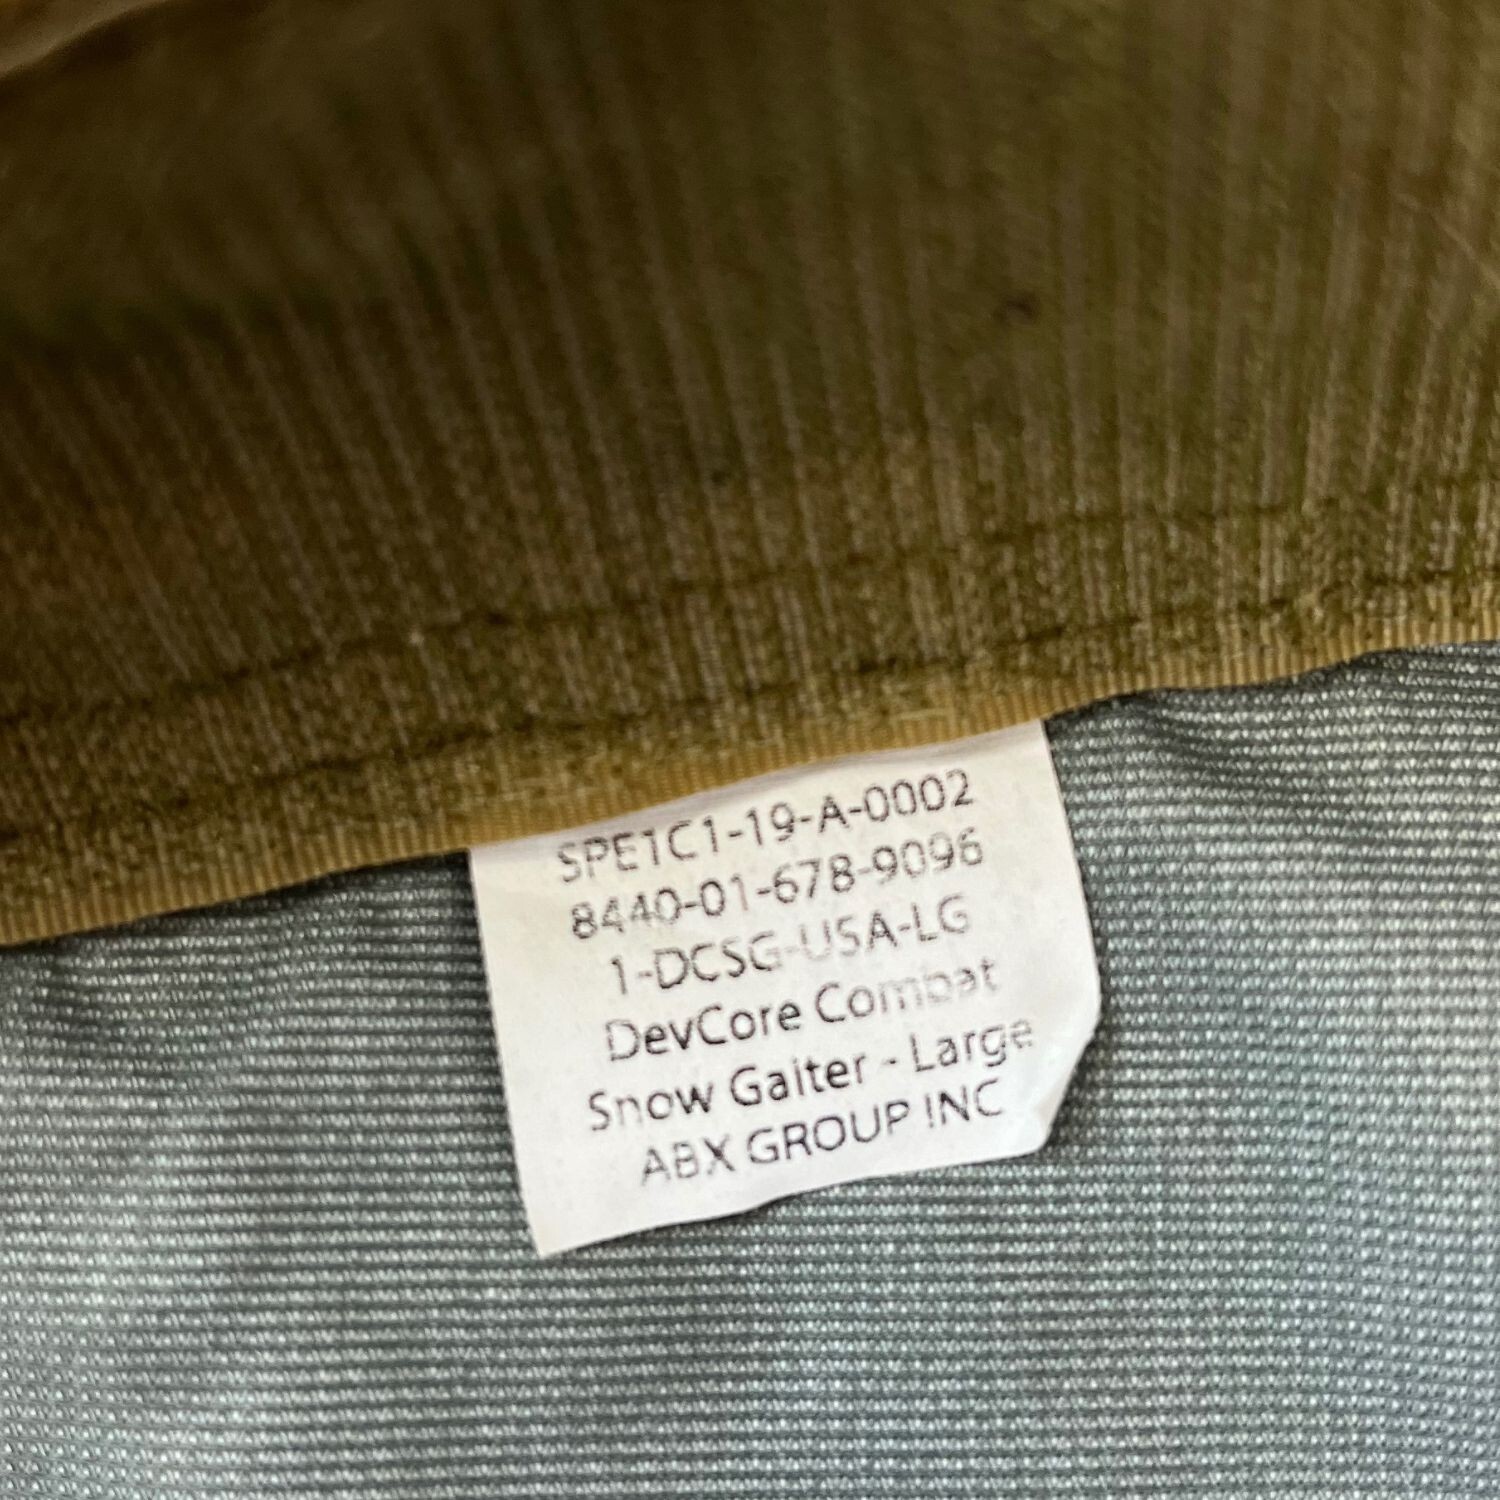 SPE1C1-19-A-0002
8440-01-678-9096
1-DCSG-USA-LG
DevCore Combat
Snow Gaiter - Large
ABX GROUP INC